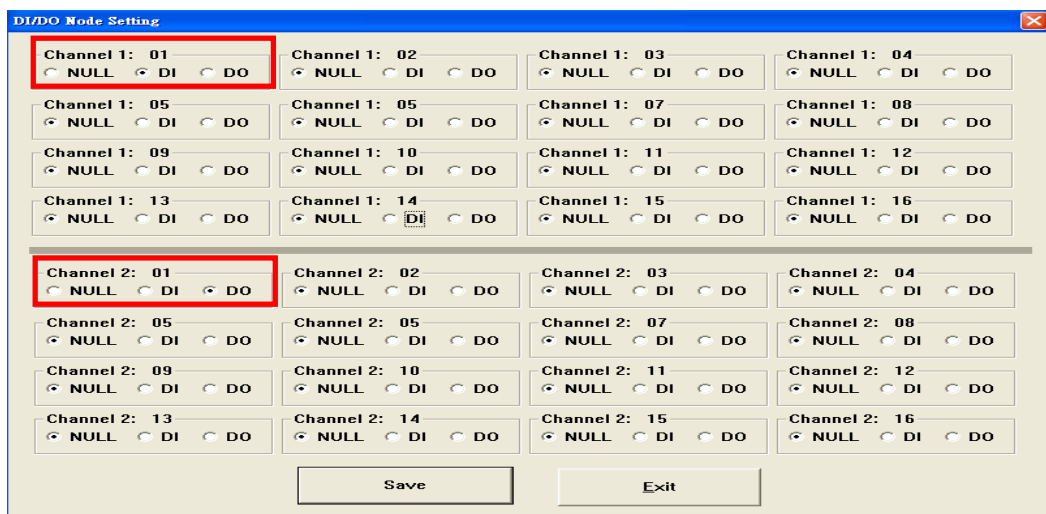 DI/DO Node Setting
Channel 1: 01 Channel 1: 02 Channel 1: 03 Channel 1: 04
NULL DI DO NULL DI DO NULL DI DO NULL DI DO
Channel 1: 05 Channel 1: 05 Channel 1: 07 Channel 1: 08
NULL DI DO NULL DI DO NULL DI DO NULL DI DO
Channel 1: 09 Channel 1: 10 Channel 1: 11 Channel 1: 12
NULL DI DO NULL DI DO NULL DI DO NULL DI DO
Channel 1: 13 Channel 1: 14 Channel 1: 15 Channel 1: 16
NULL DI DO NULL DI DO NULL DI DO NULL DI DO
Channel 2: 01 Channel 2: 02 Channel 2: 03 Channel 2: 04
NULL DI DO NULL DI DO NULL DI DO NULL DI DO
Channel 2: 05 Channel 2: 05 Channel 2: 07 Channel 2: 08
NULL DI DO NULL DI DO NULL DI DO NULL DI DO
Channel 2: 09 Channel 2: 10 Channel 2: 11 Channel 2: 12
NULL DI DO NULL DI DO NULL DI DO NULL DI DO
Channel 2: 13 Channel 2: 14 Channel 2: 15 Channel 2: 16
NULL DI DO NULL DI DO NULL DI DO NULL DI DO
Save Exit